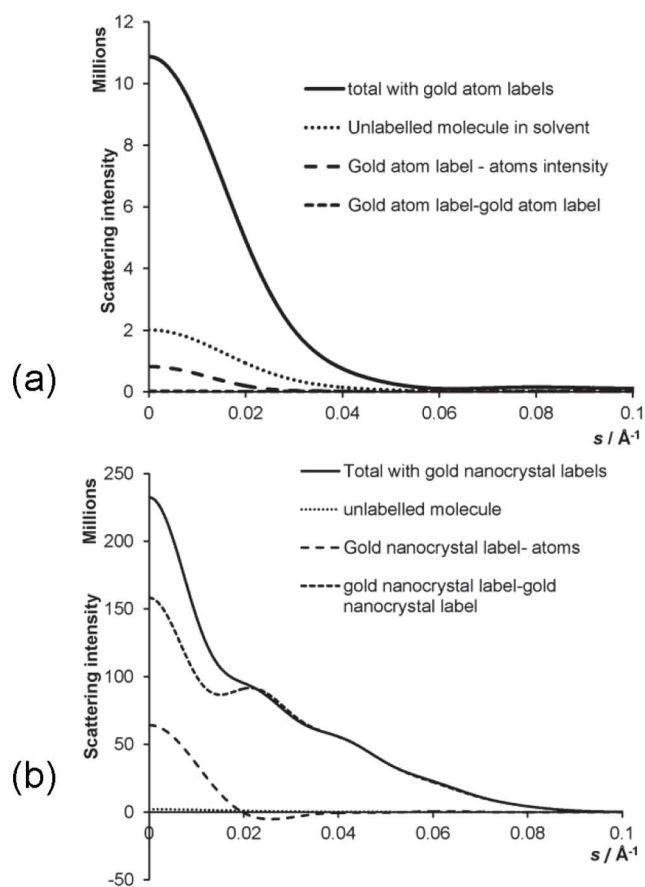 (a)
Millions
Scattering intensity
12
10
8
6
4
2
0
total with gold atom labels
Unlabelled molecule in solvent
Gold atom label - atoms intensity
Gold atom label-gold atom label
0
0.02
0.04
0.06
0.08
0.1
s / Å-1
(b)
Millions
Scattering intensity
250
200
150
100
50
0
-50
Total with gold nanocrystal labels
unlabelled molecule
Gold nanocrystal label- atoms
gold nanocrystal label-gold
nanocrystal label
0
0.02
0.04
0.06
0.08
0.1
s / Å-1